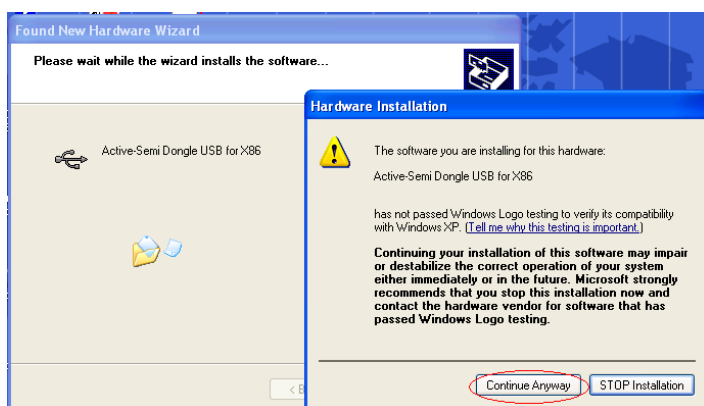 Found New Hardware Wizard
Please wait while the wizard installs the software...
Active-Semi Dongle USB for X86
< B
Hardware Installation
The software you are installing for this hardware:
Active-Semi Dongle USB for X86
has not passed Windows Logo testing to verify its compatibility
with Windows XP. (Tell me why this testing is important.)
Continuing your installation of this software may impair
or destabilize the correct operation of your system
either immediately or in the future. Microsoft strongly
recommends that you stop this installation now and
contact the hardware vendor for software that has
passed Windows Logo testing.
Continue Anyway
STOP Installation